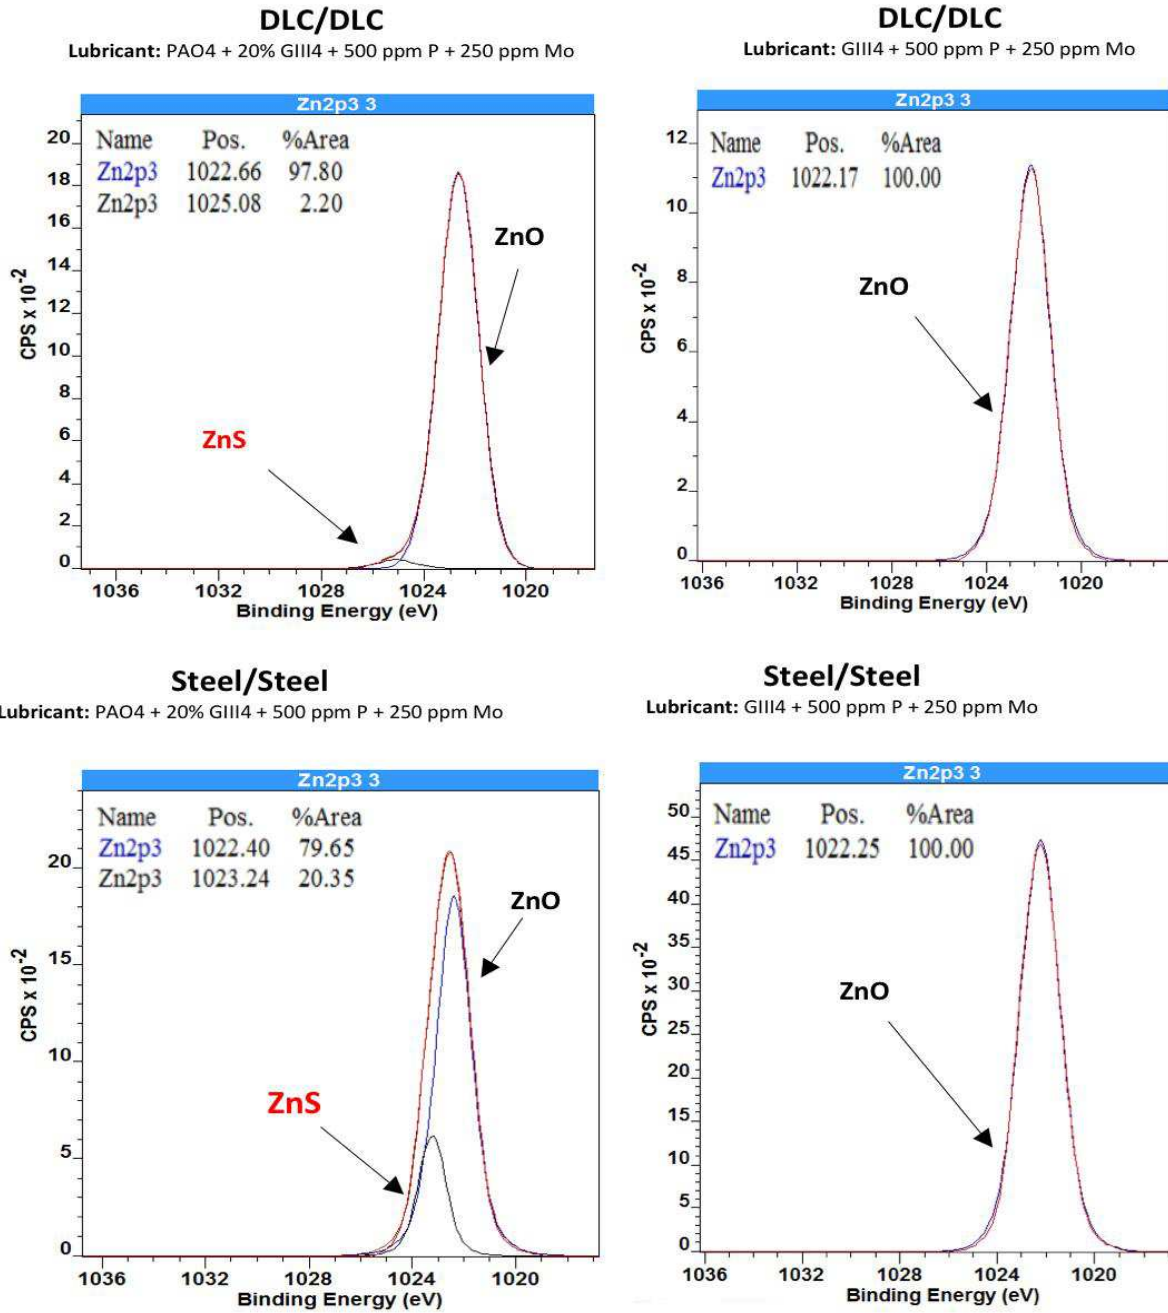 DLC/DLC
Lubricant: PAO4 + 20% GIII4 + 500 ppm P + 250 ppm Mo
Zn2p3 3
Name Pos. %Area
Zn2p3 1022.66 97.80
Zn2p3 1025.08 2.20
ZnO
ZnS
CPS x 10-2
20
18
16
14
12
10
8
6
4
2
0
1036 1032 1028 1024 1020
Binding Energy (eV)
DLC/DLC
Lubricant: GIII4 + 500 ppm P + 250 ppm Mo
Zn2p3 3
Name Pos. %Area
Zn2p3 1022.17 100.00
ZnO
CPS x 10-2
12
10
8
6
4
2
0
1036 1032 1028 1024 1020
Binding Energy (eV)
Steel/Steel
Lubricant: PAO4 + 20% GIII4 + 500 ppm P + 250 ppm Mo
Zn2p3 3
Name Pos. %Area
Zn2p3 1022.40 79.65
Zn2p3 1023.24 20.35
ZnO
ZnS
CPS x 10-2
20
15
10
5
0
1036 1032 1028 1024 1020
Binding Energy (eV)
Steel/Steel
Lubricant: GIII4 + 500 ppm P + 250 ppm Mo
Zn2p3 3
Name Pos. %Area
Zn2p3 1022.25 100.00
ZnO
CPS x 10-2
50
45
40
35
30
25
20
15
10
5
0
1036 1032 1028 1024 1020
Binding Energy (eV)